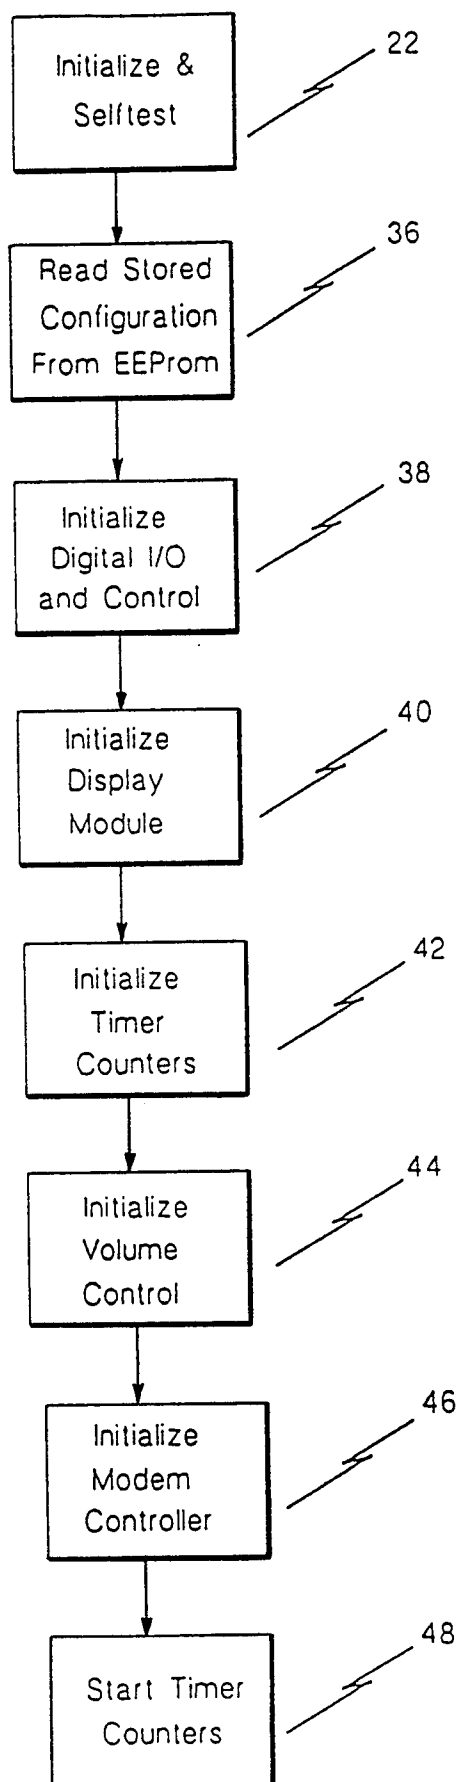 Initialize &
Selftest
22
Read Stored
Configuration
From EEProm
36
Initialize
Digital I/O
and Control
38
Initialize
Display
Module
40
Initialize
Timer
Counters
42
Initialize
Volume
Control
44
Initialize
Modem
Controller
46
Start Timer
Counters
48